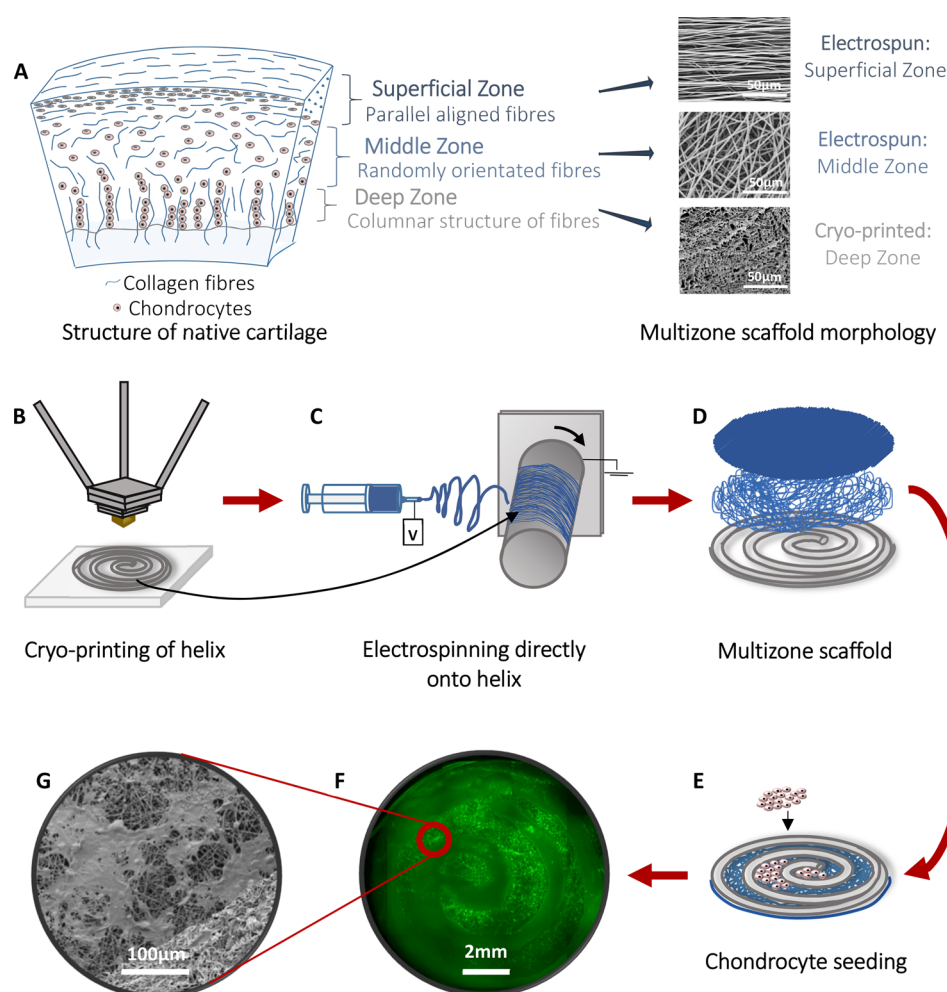 A
Superficial Zone
Parallel aligned fibres
Middle Zone
Randomly orientated fibres
Deep Zone
Columnar structure of fibres
Collagen fibres
Chondrocytes
Structure of native cartilage
50μm
Electrospun:
Superficial Zone
50μm
Electrospun:
Middle Zone
50μm
Cryo-printed:
Deep Zone
Multizone scaffold morphology
B
Cryo-printing of helix
C
V
Electrospinning directly
onto helix
D
Multizone scaffold
G
100μm
F
2mm
E
Chondrocyte seeding